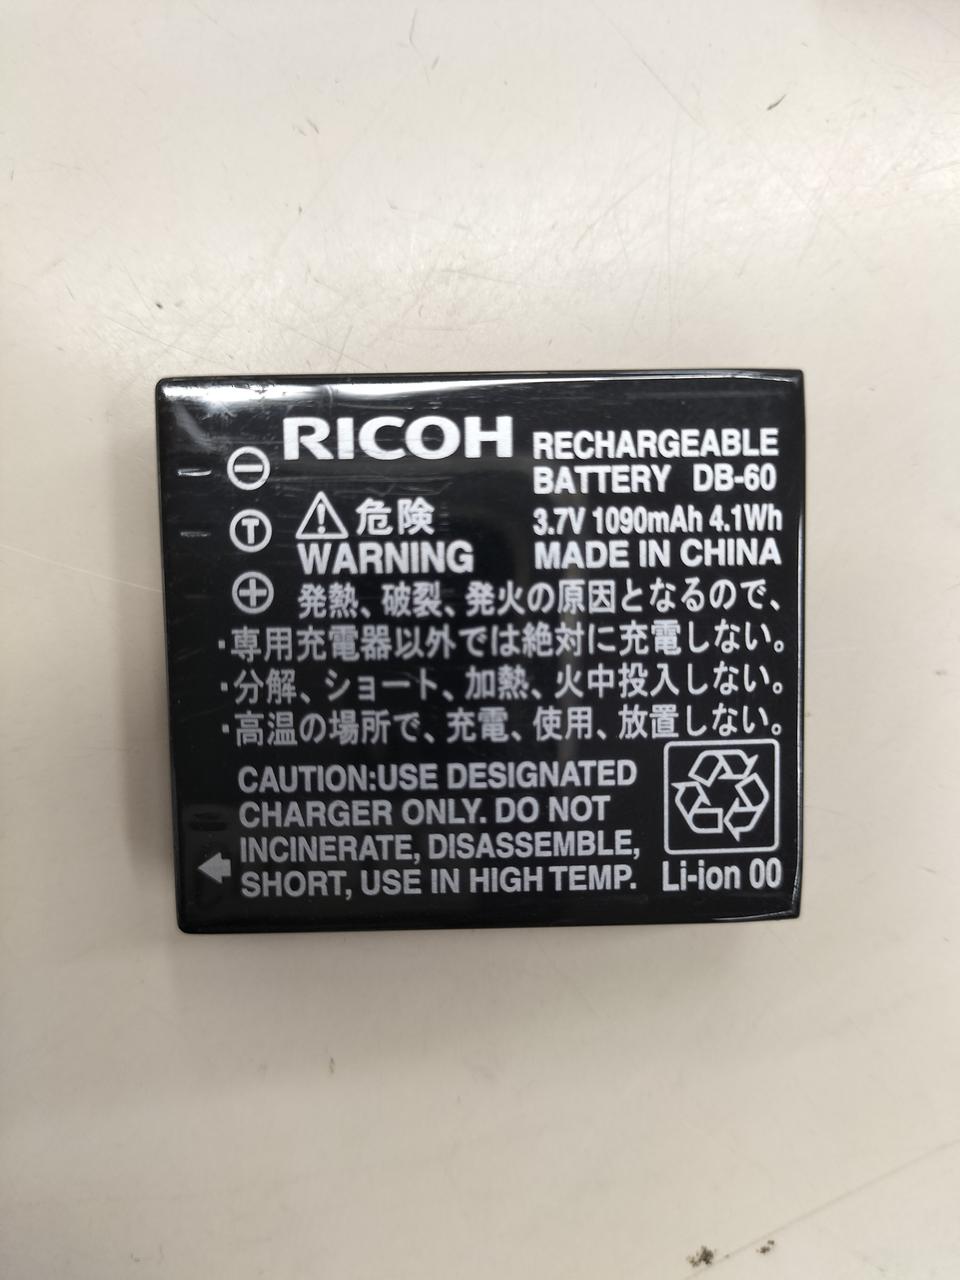 RICOH
RECHARGEABLE
BATTERY DB-60
3.7V 1090mAh 4.1Wh
MADE IN CHINA
T
危険
WARNING
発熱、破裂、発火の原因となるので、
・専用充電器以外では絶対に充電しない。
・分解、ショート、加熱、火中投入しない。
・高温の場所で、充電、使用、放置しない。
CAUTION:USE DESIGNATED
CHARGER ONLY. DO NOT
INCINERATE, DISASSEMBLE,
SHORT, USE IN HIGH TEMP.
Li-ion 00